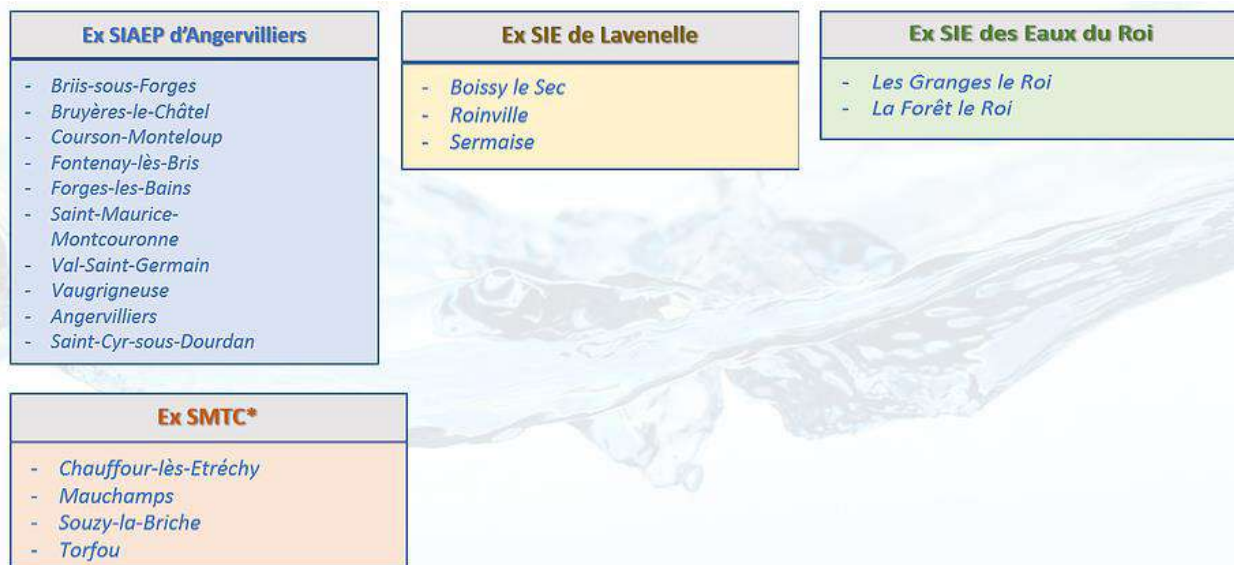 Ex SIAEP d'Angervilliers
- Briis-sous-Forges
- Bruyères-le-Châtel
- Courson-Monteloup
- Fontenay-lès-Bris
- Forges-les-Bains
- Saint-Maurice-
Montcouronne
- Val-Saint-Germain
- Vaugrigneuse
- Angervilliers
- Saint-Cyr-sous-Dourdan
Ex SIE de Lavenelle
- Boissy le Sec
- Roinville
- Sermaise
Ex SIE des Eaux du Roi
- Les Granges le Roi
- La Forêt le Roi
Ex SMTC*
- Chauffour-lès-Etréchy
- Mauchamps
- Souzy-la-Briche
- Torfou